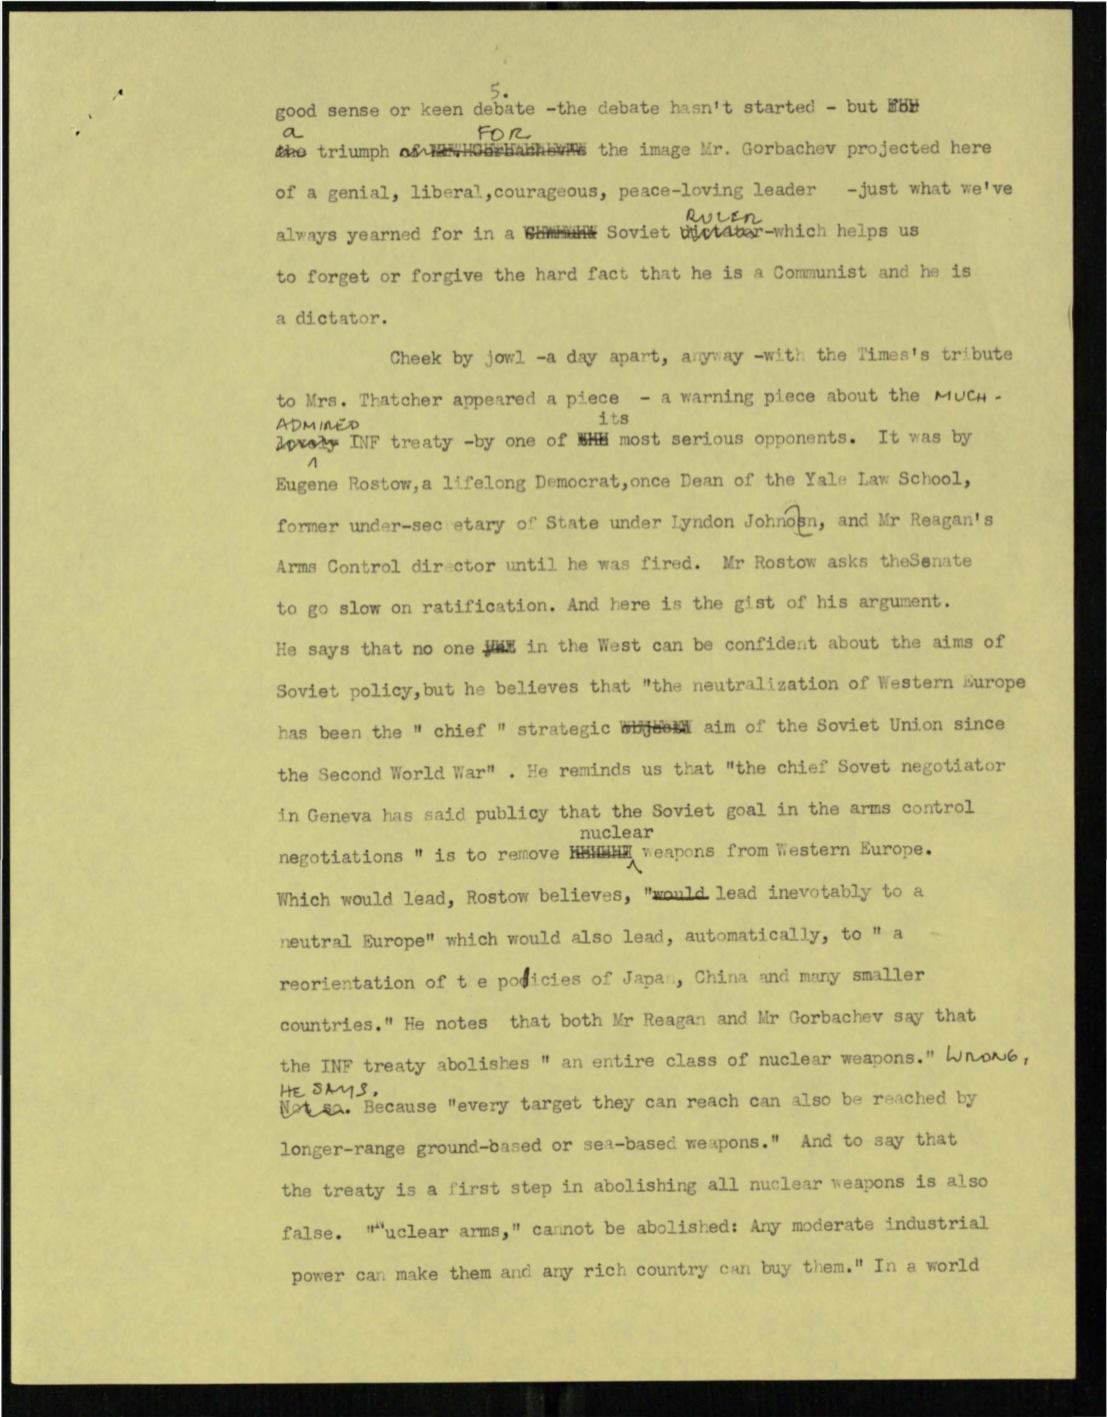 5.
good sense or keen debate -the debate hasn't started - but
a FOR
the triumph of the image Mr. Gorbachev projected here
of a genial, liberal,courageous, peace-loving leader -just what we've
RULER
always yearned for in a Soviet dictator-which helps us
to forget or forgive the hard fact that he is a Communist and he is
a dictator.
Cheek by jowl -a day apart, anyway -with the Times's tribute
to Mrs. Thatcher appeared a piece - a warning piece about the MUCH-
ADMIRED its
lovely INF treaty -by one of most serious opponents. It was by
Eugene Rostow,a lifelong Democrat,once Dean of the Yale Law School,
former under-sec etary of State under Lyndon Johnosn, and Mr Reagan's
Arms Control director until he was fired. Mr Rostow asks theSenate
to go slow on ratification. And here is the gist of his argument.
He says that no one in the West can be confident about the aims of
Soviet policy,but he believes that "the neutralization of Western Europe
has been the " chief " strategic aim of the Soviet Union since
the Second World War" . He reminds us that "the chief Sovet negotiator
in Geneva has said publicy that the Soviet goal in the arms control
nuclear
negotiations " is to remove weapons from Western Europe.
Which would lead, Rostow believes, "would lead inevotably to a
neutral Europe" which would also lead, automatically, to " a
reorientation of t e policies of Japan, China and many smaller
countries." He notes that both Mr Reagan and Mr Gorbachev say that
the INF treaty abolishes " an entire class of nuclear weapons." WRONG,
HE SAYS,
Not so. Because "every target they can reach can also be reached by
longer-range ground-based or sea-based weapons." And to say that
the treaty is a first step in abolishing all nuclear weapons is also
false. ""uclear arms," cannot be abolished: Any moderate industrial
power can make them and any rich country can buy them." In a world